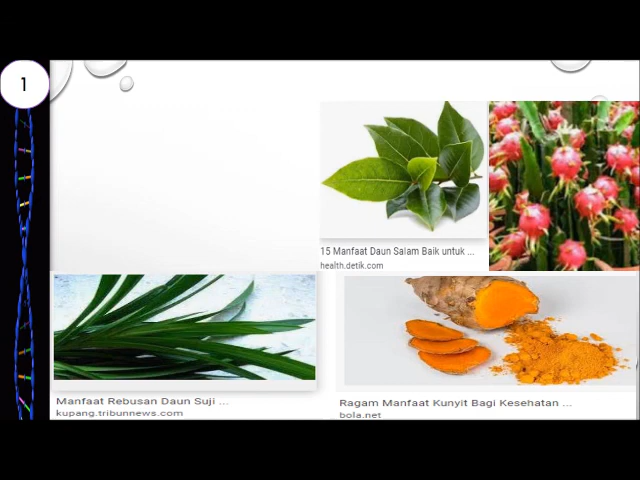 1
15 Manfaat Daun Salam Baik untuk ...
health.detik.com
Manfaat Rebusan Daun Suji ...
kupang.tribunnews.com
Ragam Manfaat Kunyit Bagi Kesehatan ...
bola.net